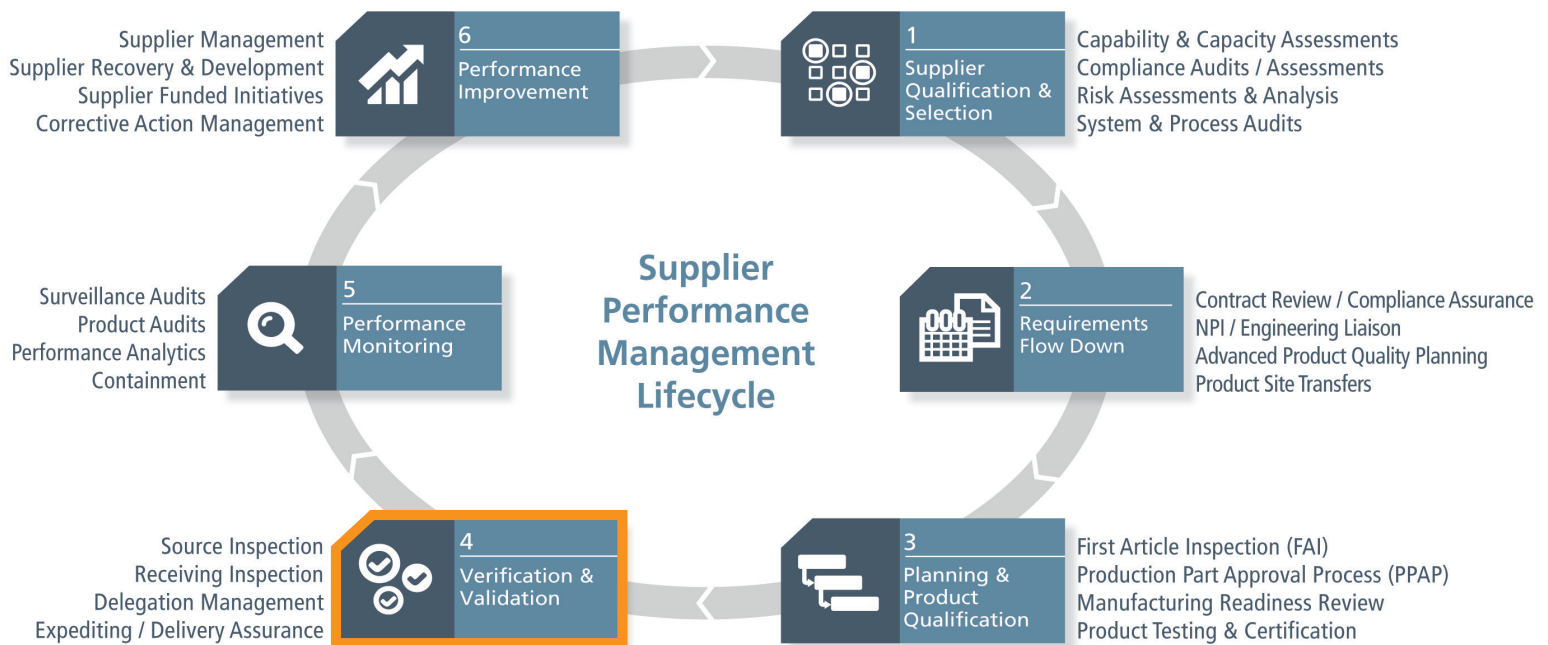 Supplier
Performance
Management
Lifecycle
1
Supplier
Qualification &
Selection
Capability & Capacity Assessments
Compliance Audits / Assessments
Risk Assessments & Analysis
System & Process Audits
2
Requirements
Flow Down
Contract Review / Compliance Assurance
NPI / Engineering Liaison
Advanced Product Quality Planning
Product Site Transfers
3
Planning &
Product
Qualification
First Article Inspection (FAI)
Production Part Approval Process (PPAP)
Manufacturing Readiness Review
Product Testing & Certification
4
Verification &
Validation
Source Inspection
Receiving Inspection
Delegation Management
Expediting / Delivery Assurance
5
Performance
Monitoring
Surveillance Audits
Product Audits
Performance Analytics
Containment
6
Performance
Improvement
Supplier Management
Supplier Recovery & Development
Supplier Funded Initiatives
Corrective Action Management